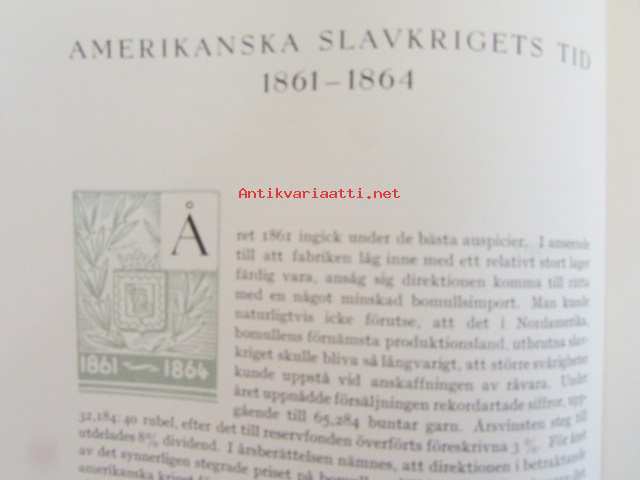 AMERIKANSKA SLAVKRIGETS TID
1861–1864
Antikvariaatti.net
Å
ret 1861 ingick under de bästa auspicier. I anseende
till att fabriken låg inne med ett relativt stort lager
färdig vara, ansåg sig direktionen komma till rätta
med en något minskad bomullsimport. Man kunde
naturligtvis icke förutse, att det i Nordamerika,
bomullens förnämsta produktionsland, utbrutna slav-
kriget skulle bliva så långvarigt, att större svårigheter
kunde uppstå vid anskaffningen av råvara. Under
året uppnådde försäljningen rekordartade siffror, upp-
gående till 65,284 buntar garn. Årsvinsten steg till
1861 1864
32,184:40 rubel, efter det till reservfonden överförts föreskrivna 3 %. För året
utdelades 8% dividend. I årsberättelsen nämnes, att direktionen i betraktande
av det synnerligen stegrade priset på
amerikanska